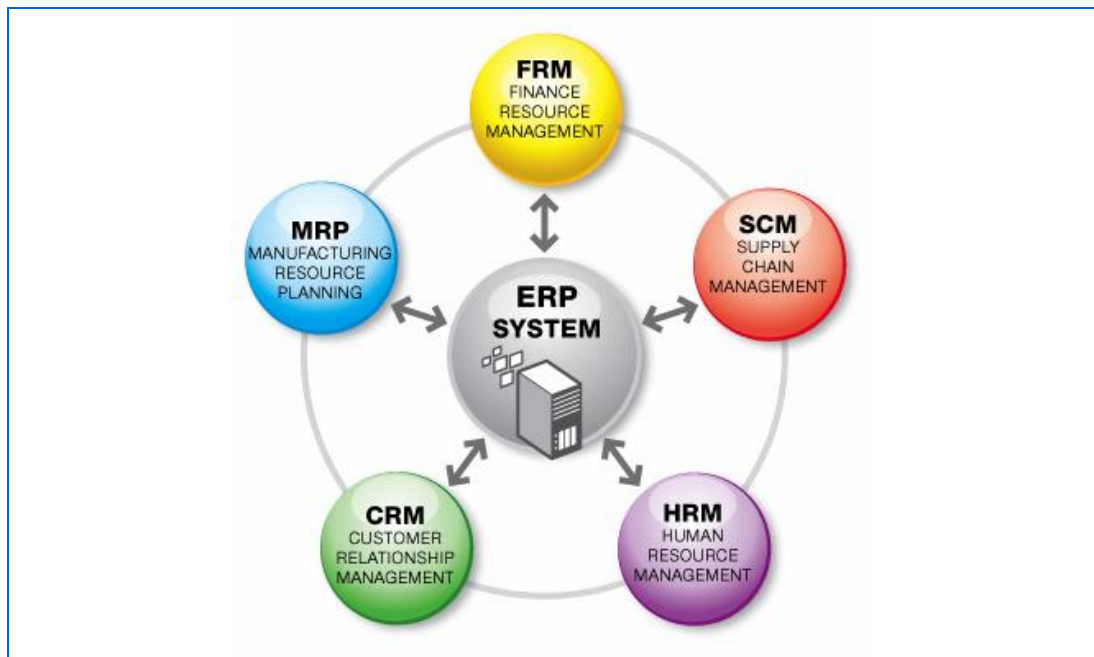 FRM
FINANCE
RESOURCE
MANAGEMENT
MRP
MANUFACTURING
RESOURCE
PLANNING
SCM
SUPPLY
CHAIN
MANAGEMENT
ERP
SYSTEM
CRM
CUSTOMER
RELATIONSHIP
MANAGEMENT
HRM
HUMAN
RESOURCE
MANAGEMENT